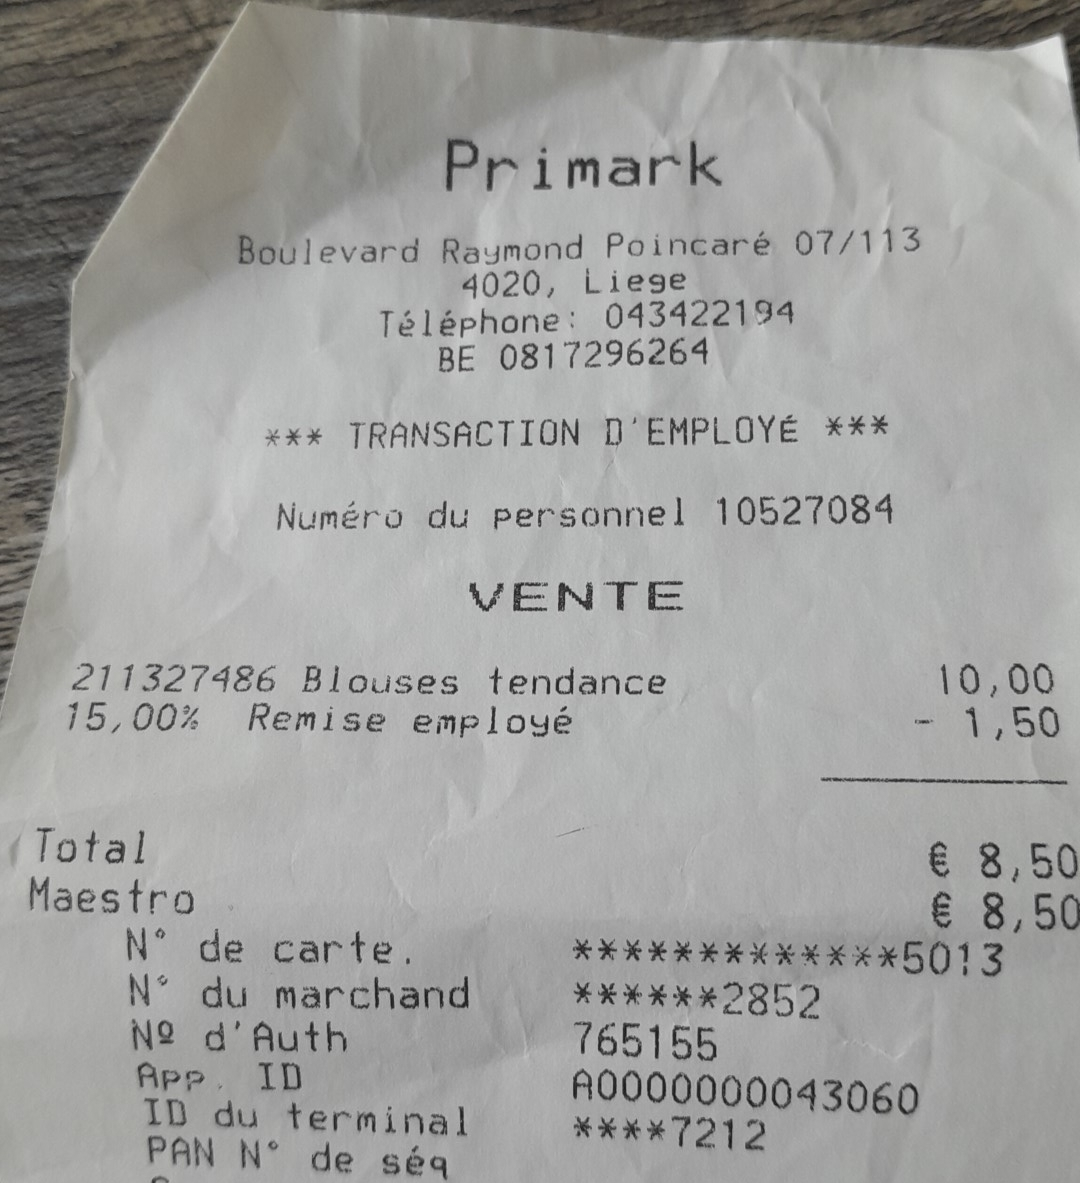 Primark
Boulevard Raymond Poincaré 07/113
4020, Liege
Téléphone: 043422194
BE 0817296264
*** TRANSACTION D'EMPLOYÉ ***
Numéro du personnel 10527084
VENTE
211327486 Blouses tendance 10,00
15,00% Remise employé - 1,50
Total € 8,50
Maestro € 8,50
N° de carte. *************5013
N° du marchand ******2852
Nº d'Auth 765155
App. ID A0000000043060
ID du terminal ****7212
PAN N° de séq